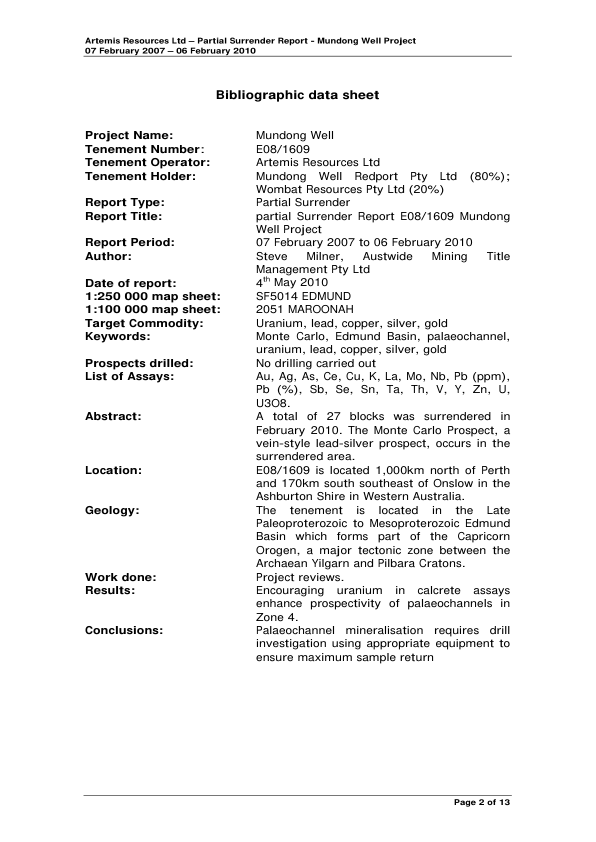 Artemis Resources Ltd – Partial Surrender Report - Mundong Well Project
07 February 2007 – 06 February 2010
Bibliographic data sheet
Project Name: Mundong Well
Tenement Number: E08/1609
Tenement Operator: Artemis Resources Ltd
Tenement Holder: Mundong Well Redport Pty Ltd (80%);
Wombat Resources Pty Ltd (20%)
Report Type: Partial Surrender
Report Title: partial Surrender Report E08/1609 Mundong
Well Project
Report Period: 07 February 2007 to 06 February 2010
Author: Steve Milner, Austwide Mining Title
Management Pty Ltd
Date of report: 4th May 2010
1:250 000 map sheet: SF5014 EDMUND
1:100 000 map sheet: 2051 MAROONAH
Target Commodity: Uranium, lead, copper, silver, gold
Keywords: Monte Carlo, Edmund Basin, palaeochannel,
uranium, lead, copper, silver, gold
Prospects drilled: No drilling carried out
List of Assays: Au, Ag, As, Ce, Cu, K, La, Mo, Nb, Pb (ppm),
Pb (%), Sb, Se, Sn, Ta, Th, V, Y, Zn, U,
U3O8.
Abstract: A total of 27 blocks was surrendered in
February 2010. The Monte Carlo Prospect, a
vein-style lead-silver prospect, occurs in the
surrendered area.
Location: E08/1609 is located 1,000km north of Perth
and 170km south southeast of Onslow in the
Ashburton Shire in Western Australia.
Geology: The tenement is located in the Late
Paleoproterozoic to Mesoproterozoic Edmund
Basin which forms part of the Capricorn
Orogen, a major tectonic zone between the
Archaean Yilgarn and Pilbara Cratons.
Work done: Project reviews.
Results: Encouraging uranium in calcrete assays
enhance prospectivity of palaeochannels in
Zone 4.
Conclusions: Palaeochannel mineralisation requires drill
investigation using appropriate equipment to
ensure maximum sample return
Page 2 of 13